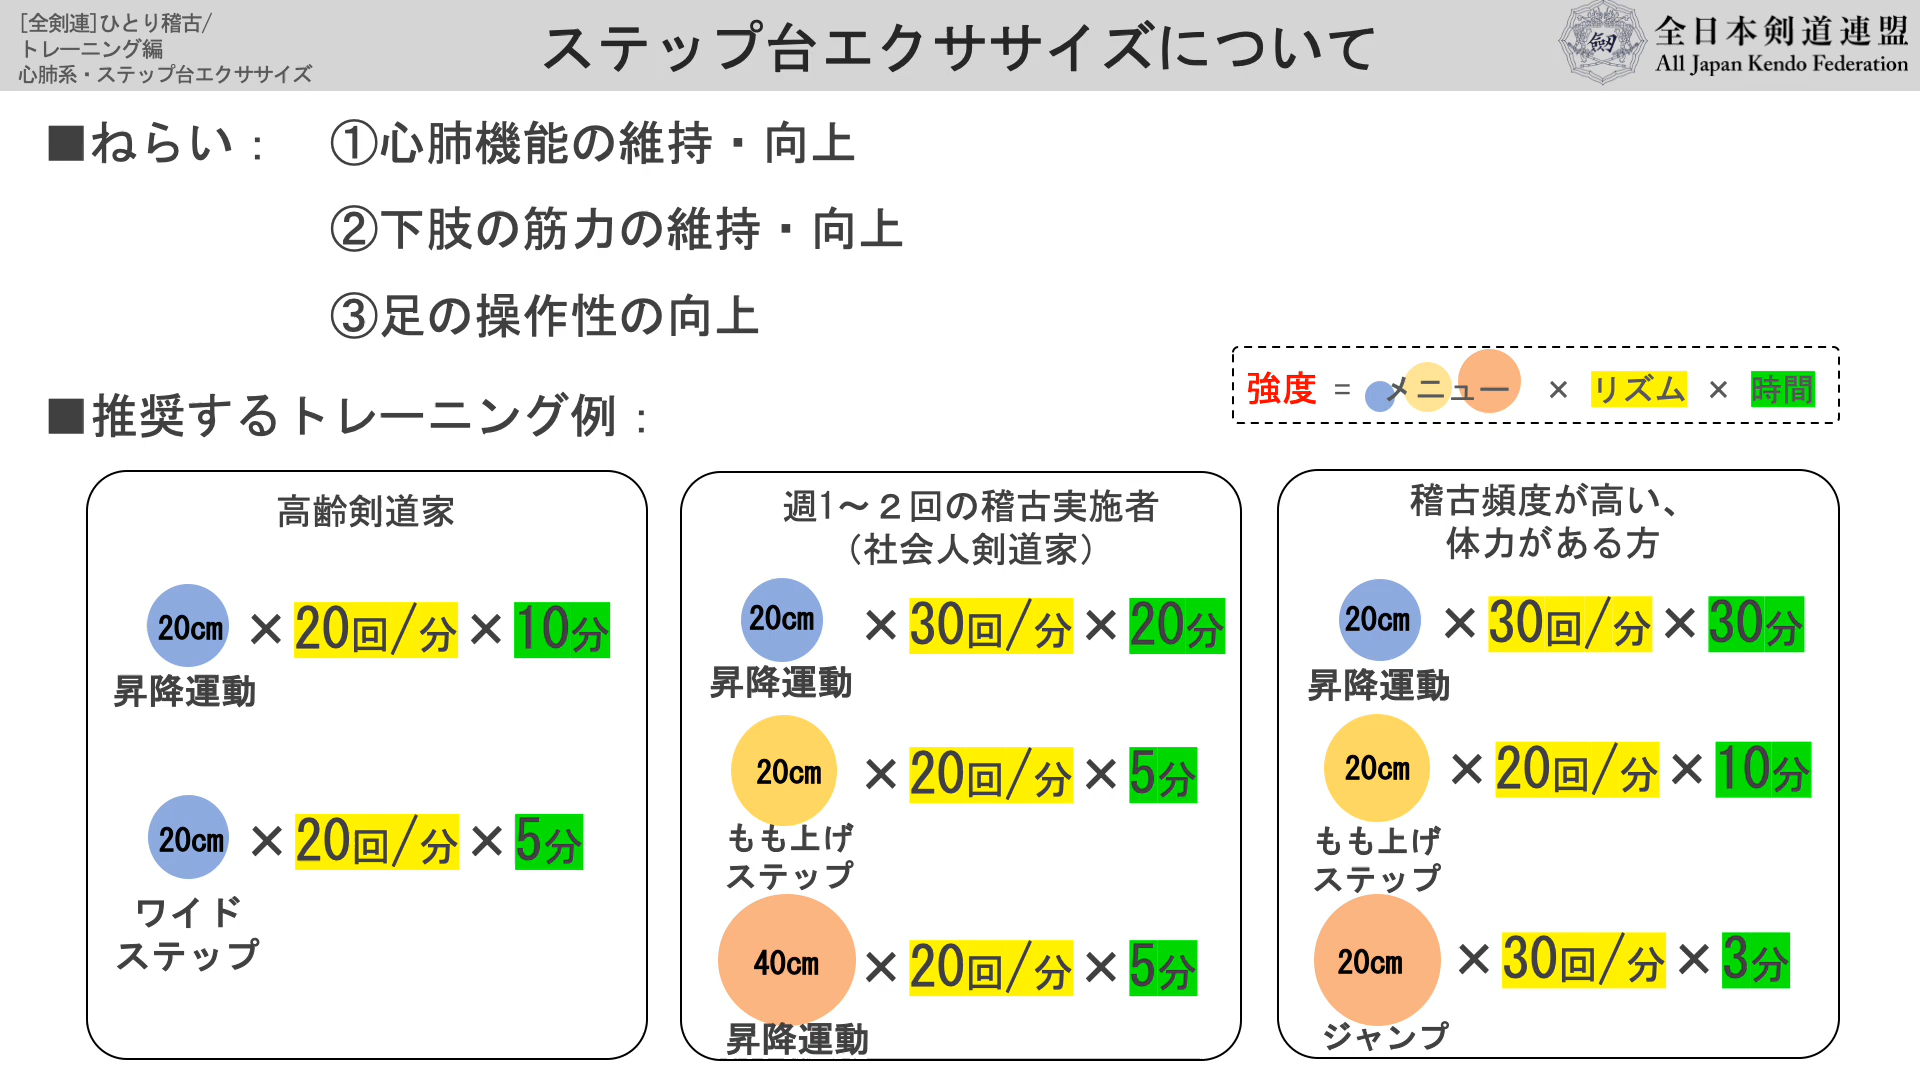 [全剣連]ひとり稽古/
トレーニング編
心肺系・ステップ台エクササイズ
ステップ台エクササイズについて
劔
全日本剣道連盟
All Japan Kendo Federation
■ねらい： ①心肺機能の維持・向上
②下肢の筋力の維持・向上
③足の操作性の向上
強度 = メニュー × リズム × 時間
■推奨するトレーニング例：
高齢剣道家
20cm × 20回/分 × 10分
昇降運動
20cm × 20回/分 × 5分
ワイド
ステップ
週1～２回の稽古実施者
（社会人剣道家）
20cm × 30回/分 × 20分
昇降運動
20cm × 20回/分 × 5分
もも上げ
ステップ
40cm × 20回/分 × 5分
昇降運動
稽古頻度が高い、
体力がある方
20cm × 30回/分 × 30分
昇降運動
20cm × 20回/分 × 10分
もも上げ
ステップ
20cm × 30回/分 × 3分
ジャンプ